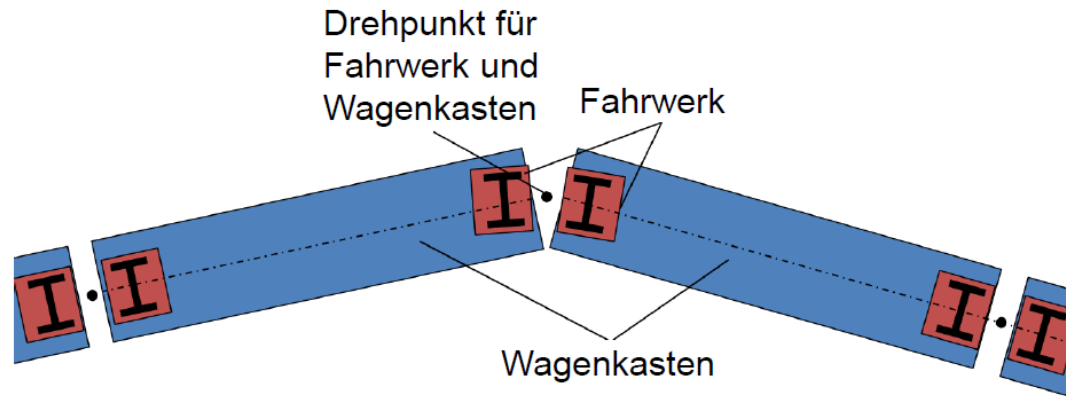 Drehpunkt für
Fahrwerk und
Wagenkasten
Fahrwerk
Wagenkasten